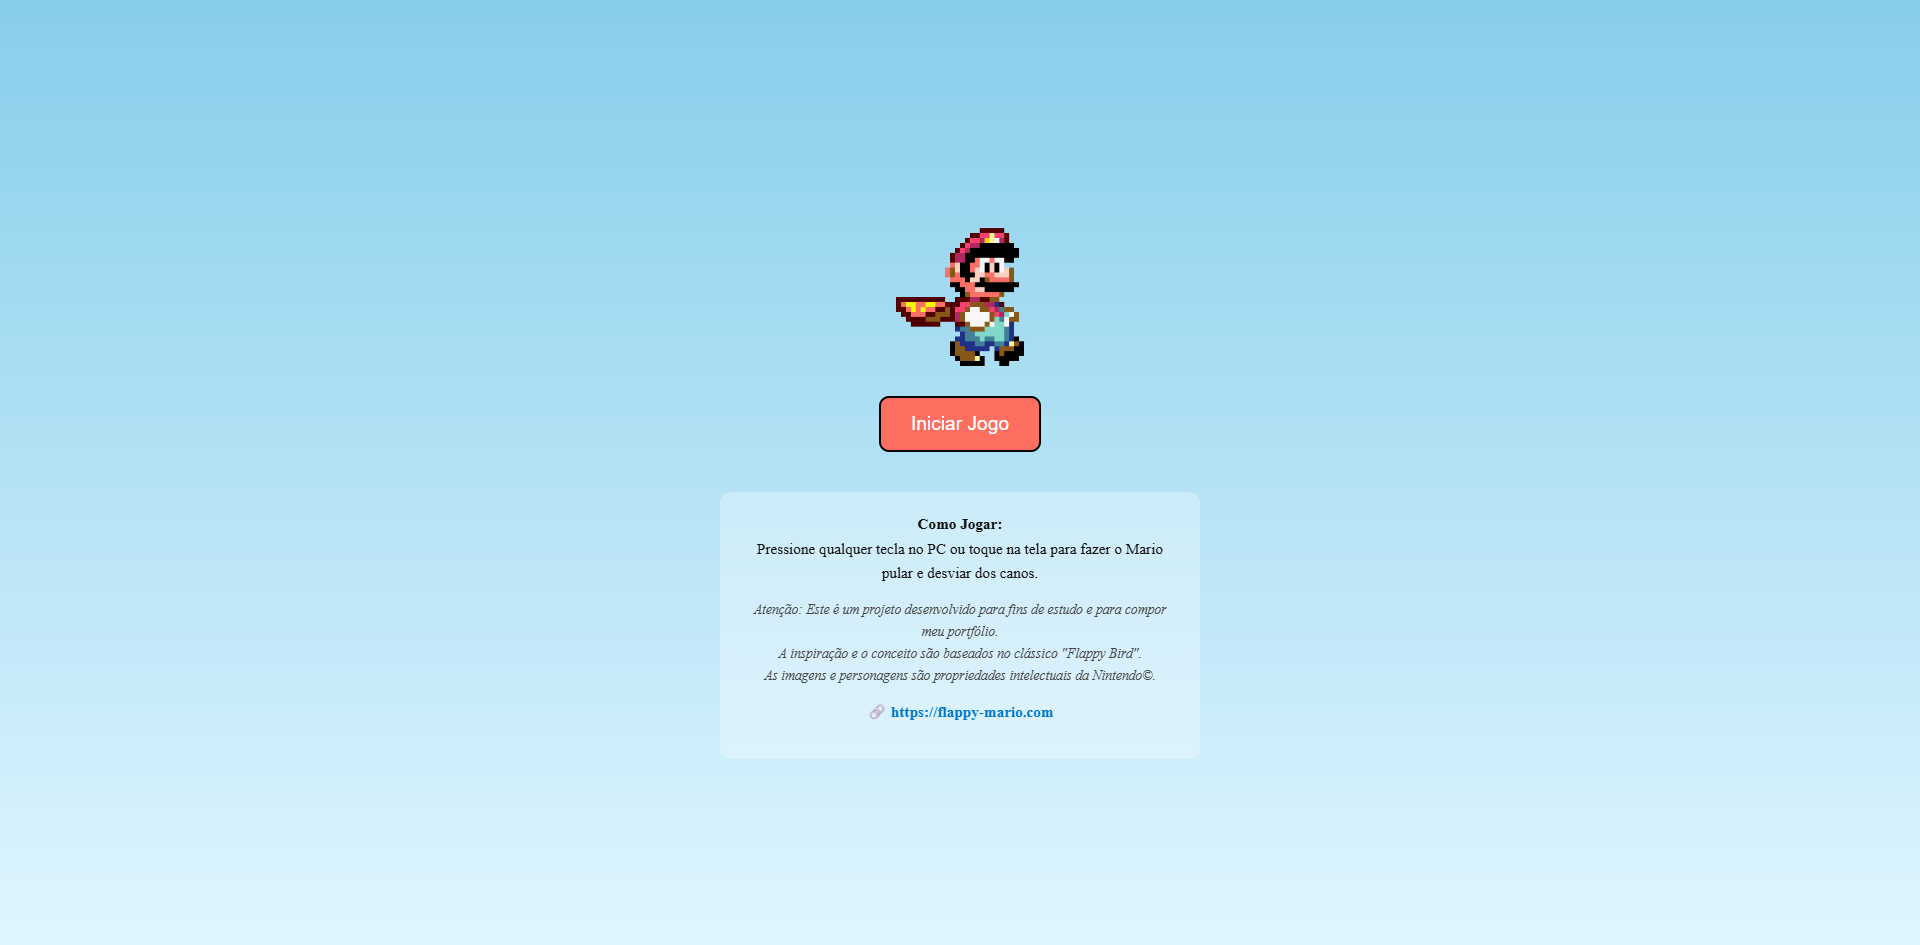 Iniciar Jogo
Como Jogar:
Pressione qualquer tecla no PC ou toque na tela para fazer o Mario
pular e desviar dos canos.
Atenção: Este é um projeto desenvolvido para fins de estudo e para compor
meu portfólio.
A inspiração e o conceito são baseados no clássico "Flappy Bird".
As imagens e personagens são propriedades intelectuais da Nintendo©.
🔗 https://flappy-mario.com